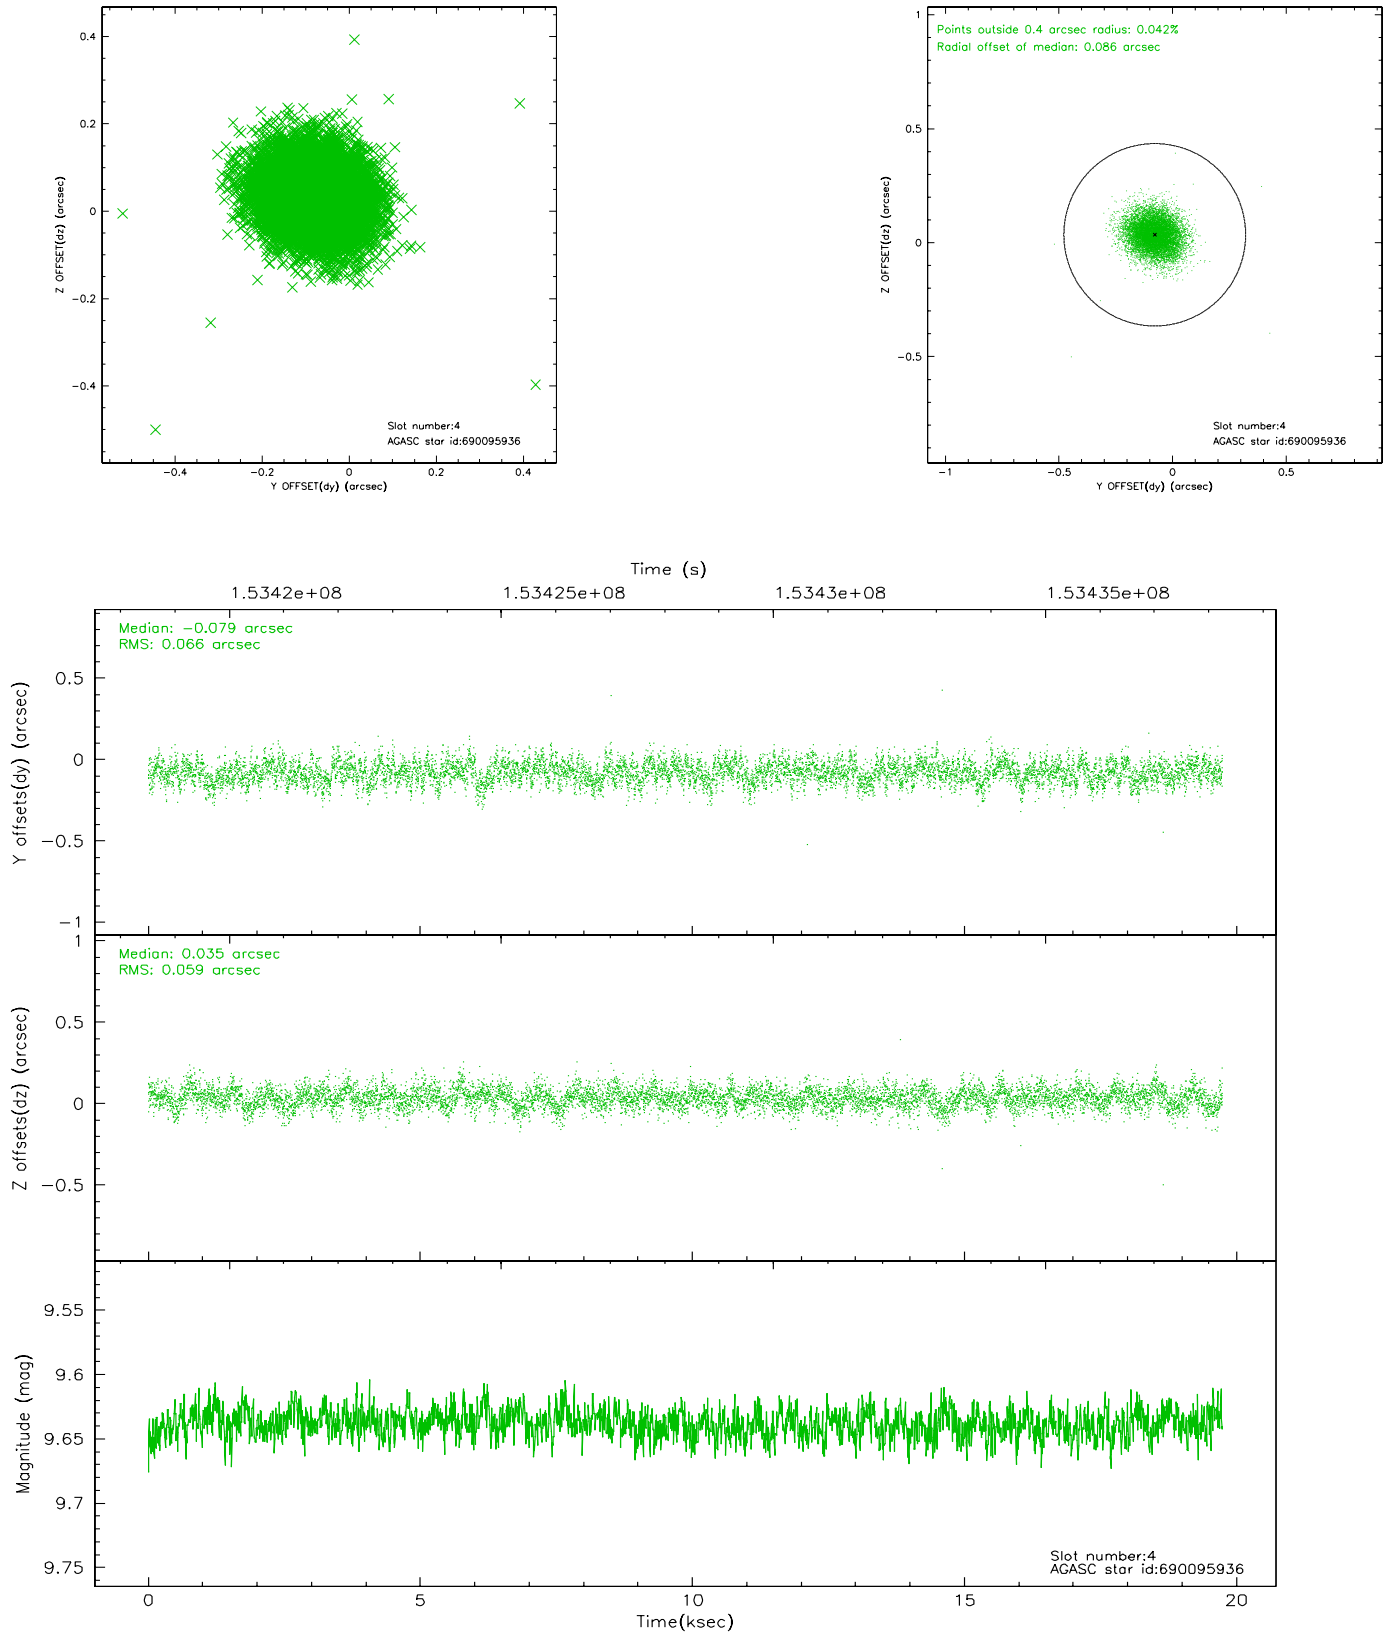 0.4
0.2
0
−0.2
−0.4
Z OFFSET(dz) (arcsec)
−0.4
−0.2
0
0.2
0.4
Y OFFSET(dy) (arcsec)
Slot number:4
AGASC star id:690095936
Points outside 0.4 arcsec radius: 0.042%
Radial offset of median: 0.086 arcsec
1
0.5
0
−0.5
Z OFFSET(dz) (arcsec)
−1
−0.5
0
0.5
Y OFFSET(dy) (arcsec)
Slot number:4
AGASC star id:690095936
Time (s)
1.5342e+08
1.53425e+08
1.5343e+08
1.53435e+08
Median: −0.079 arcsec
RMS: 0.066 arcsec
0.5
0
−0.5
−1
Y offsets(dy) (arcsec)
Median: 0.035 arcsec
RMS: 0.059 arcsec
1
0.5
0
−0.5
Z offsets(dz) (arcsec)
9.55
9.6
9.65
9.7
9.75
Magnitude (mag)
Slot number:4
AGASC star id:690095936
0
5
10
15
20
Time(ksec)